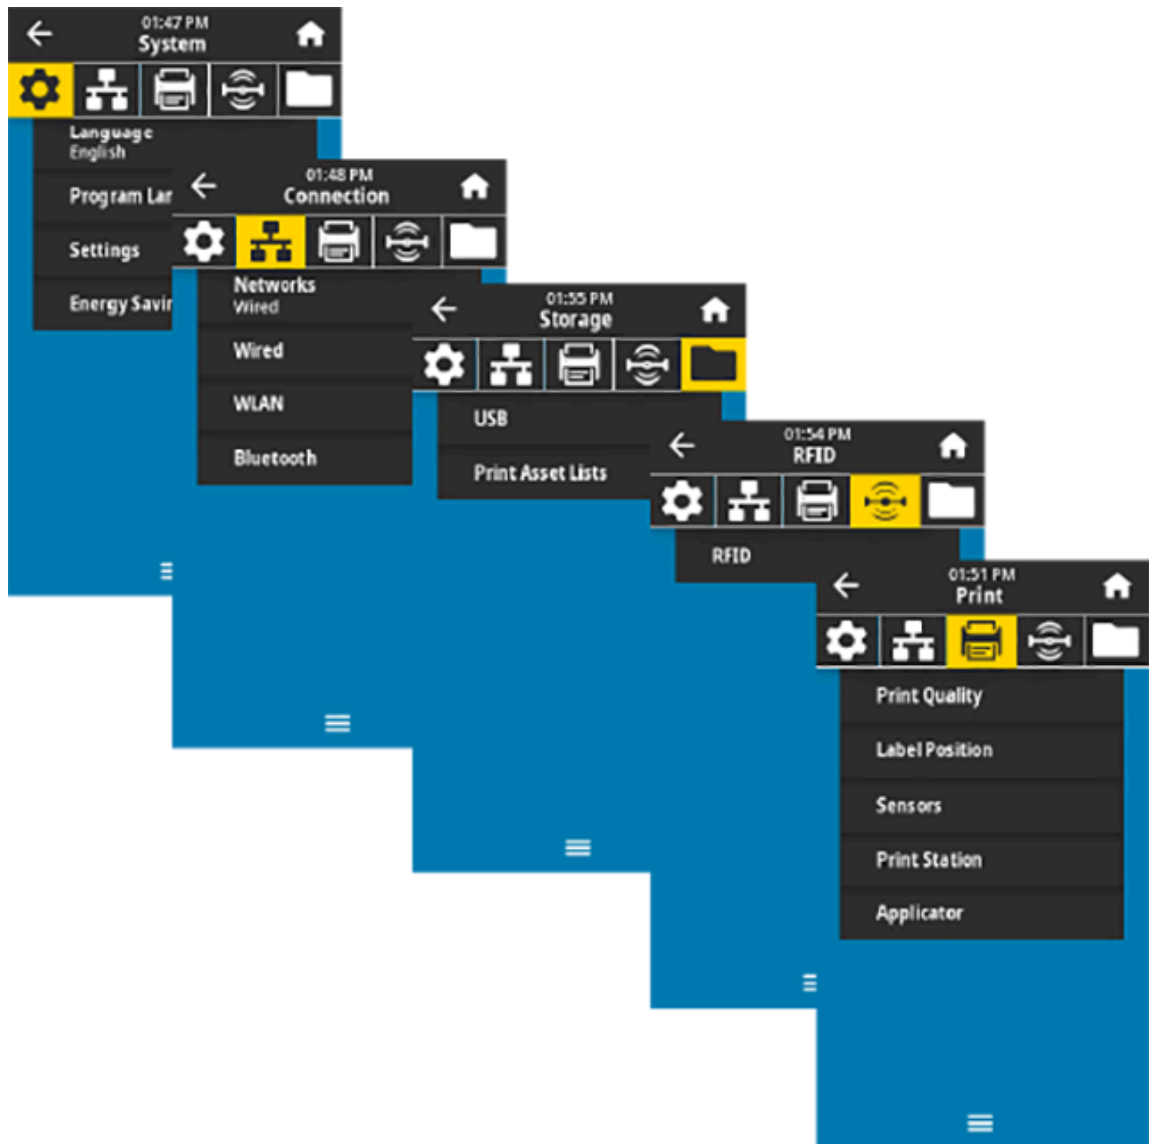 01:47 PM
System
Language
English
Program Lan
Settings
Energy Savin
01:48 PM
Connection
Networks
Wired
Wired
WLAN
Bluetooth
01:55 PM
Storage
USB
Print Asset Lists
01:54 PM
RFID
RFID
01:51 PM
Print
Print Quality
Label Position
Sensors
Print Station
Applicator